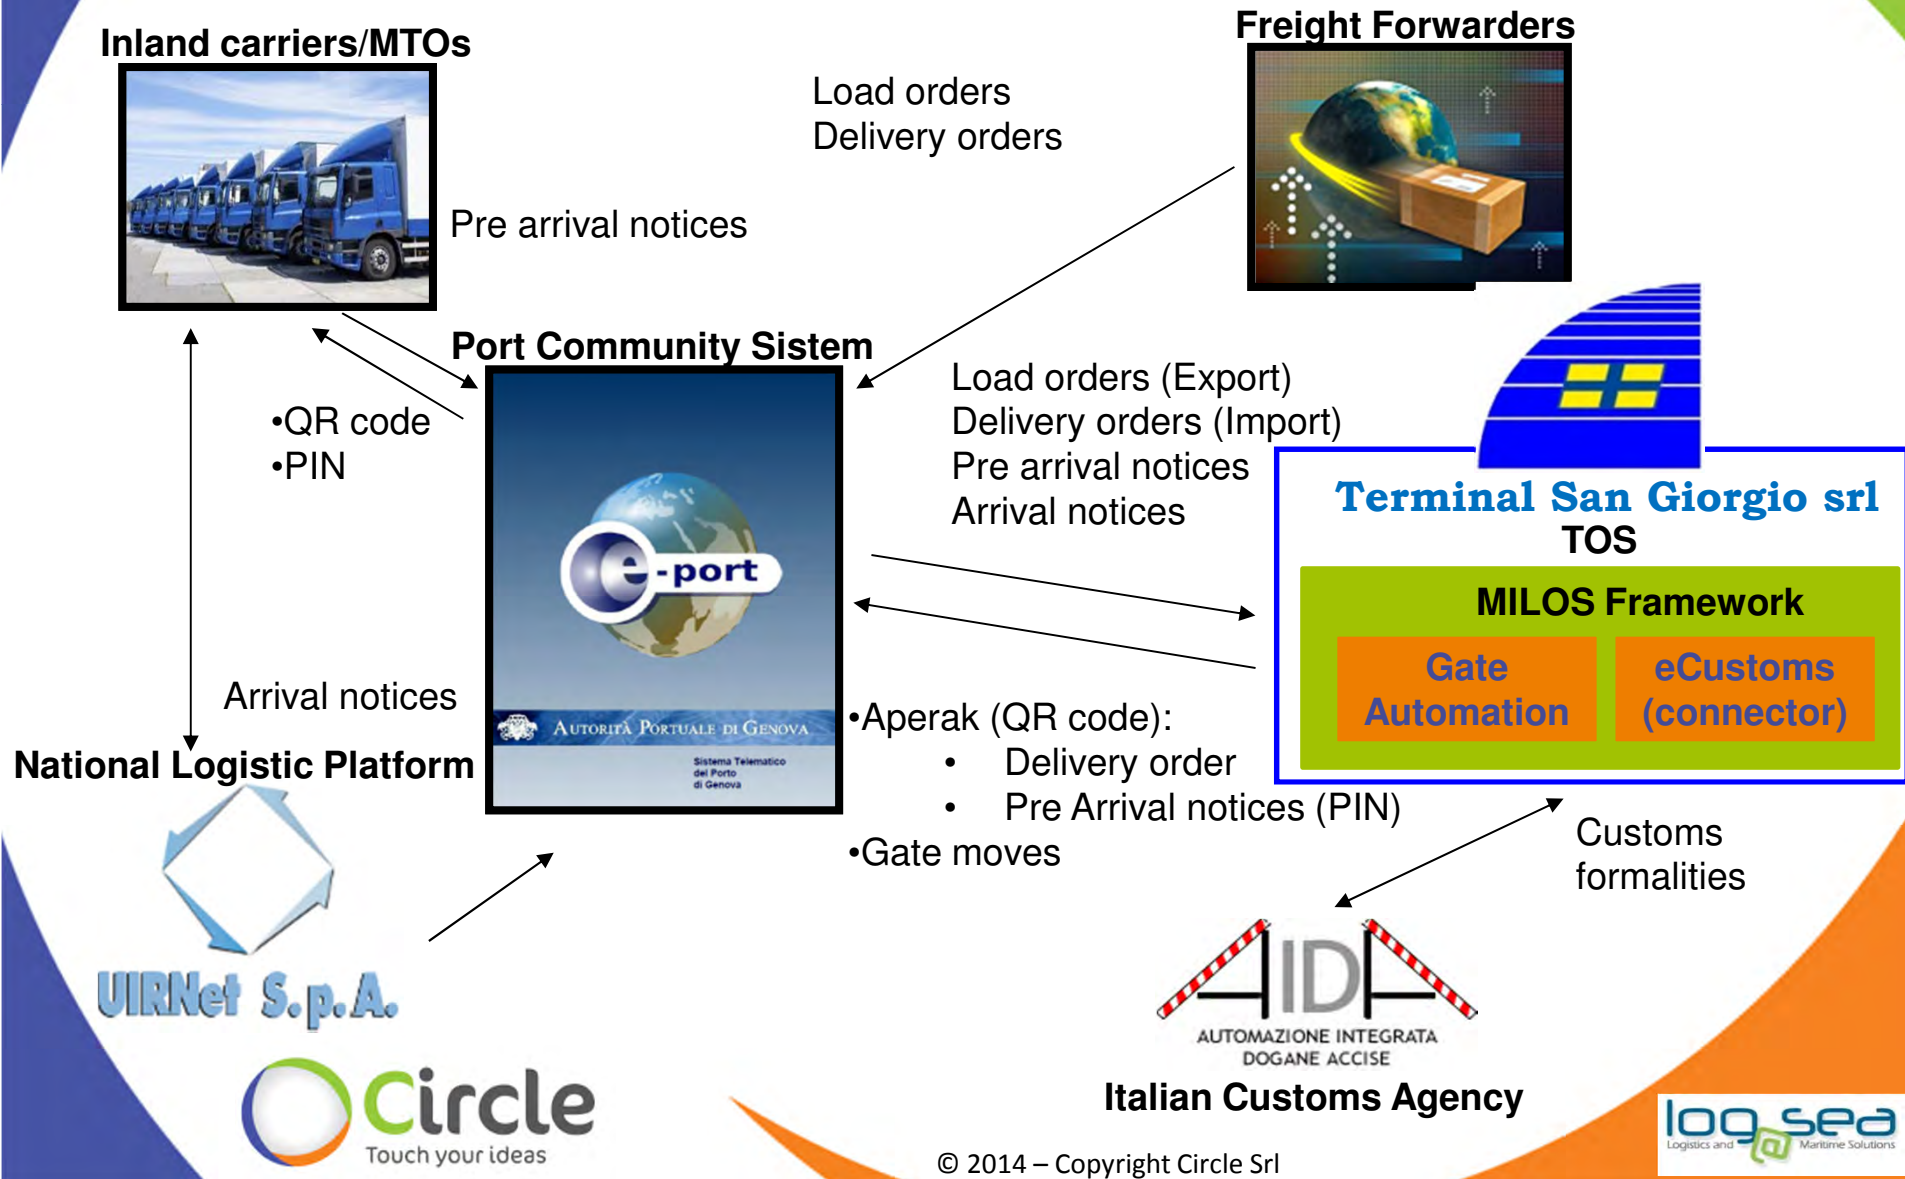 Inland carriers/MTOs
Freight Forwarders
Load orders
Delivery orders
Pre arrival notices
Port Community Sistem
•QR code
•PIN
Load orders (Export)
Delivery orders (Import)
Pre arrival notices
Arrival notices
Terminal San Giorgio srl
TOS
MILOS Framework
Gate
Automation
eCustoms
(connector)
e-port
AUTORITÀ PORTUALE DI GENOVA
Sistema Telematico
del Porto
di Genova
Arrival notices
National Logistic Platform
•Aperak (QR code):
• Delivery order
• Pre Arrival notices (PIN)
•Gate moves
Customs
formalities
UIRNet S.p.A.
AIDA
AUTOMAZIONE INTEGRATA
DOGANE ACCISE
Italian Customs Agency
Circle
Touch your ideas
© 2014 – Copyright Circle Srl
log@sea
Logistics and Maritime Solutions